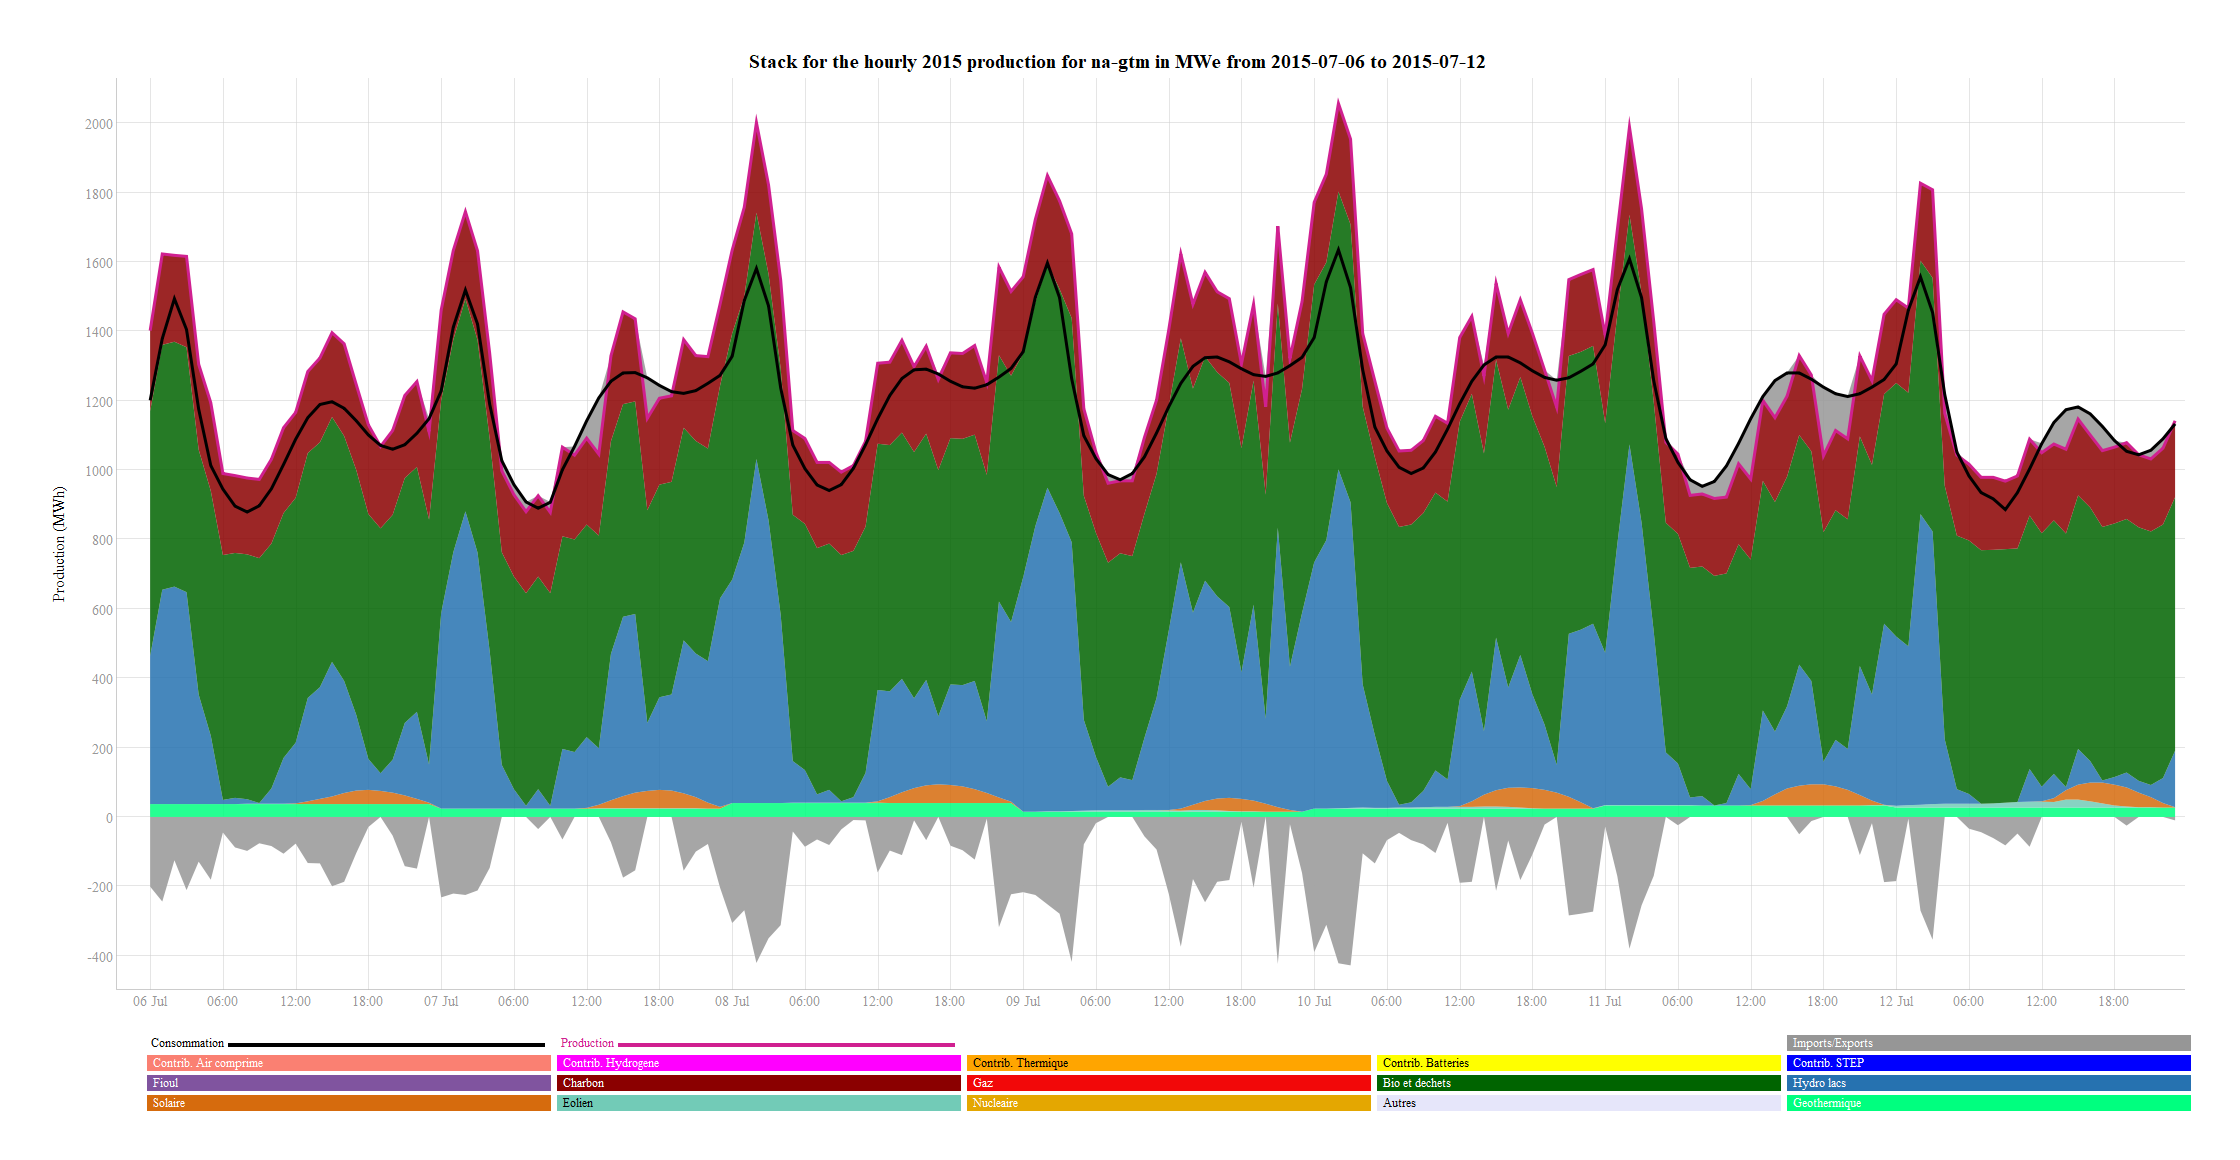 Stack for the hourly 2015 production for na-gtm in MWe from 2015-07-06 to 2015-07-12
2000
1800
1600
1400
1200
1000
800
600
400
200
0
-200
-400
Production (MWh)
06 Jul 06:00 12:00 18:00 07 Jul 06:00 12:00 18:00 08 Jul 06:00 12:00 18:00 09 Jul 06:00 12:00 18:00 10 Jul 06:00 12:00 18:00 11 Jul 06:00 12:00 18:00 12 Jul 06:00 12:00 18:00
Consommation Production Imports/Exports
Contrib. Air comprime Contrib. Hydrogene Contrib. Thermique Contrib. Batteries Contrib. STEP
Fioul Charbon Gaz Bio et dechets Hydro lacs
Solaire Eolien Nucleaire Autres Geothermique